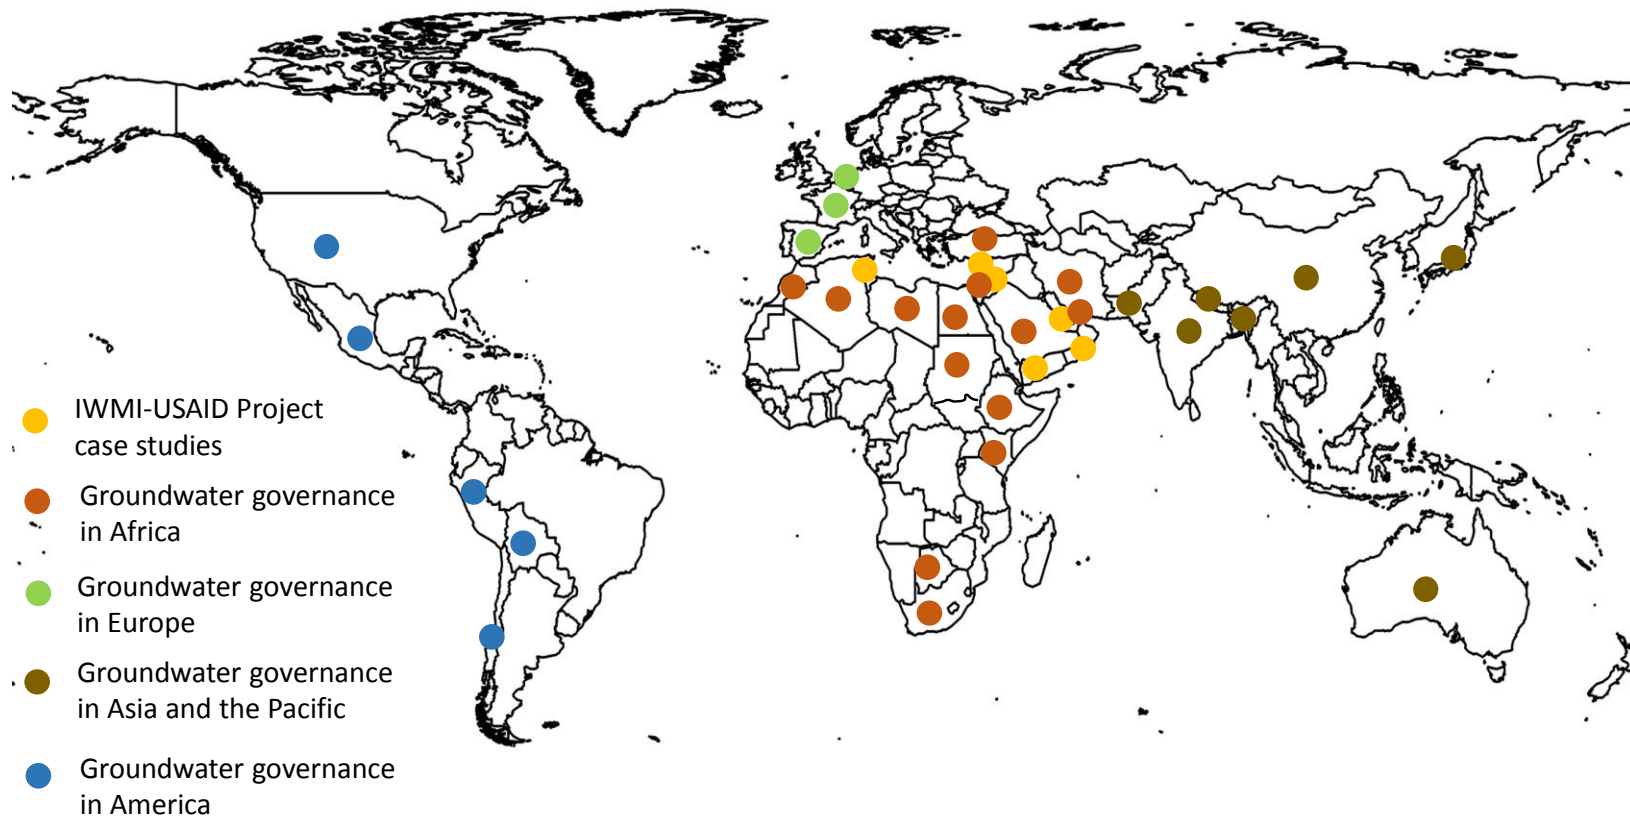 IWMI-USAID Project
case studies
Groundwater governance
in Africa
Groundwater governance
in Europe
Groundwater governance
in Asia and the Pacific
Groundwater governance
in America